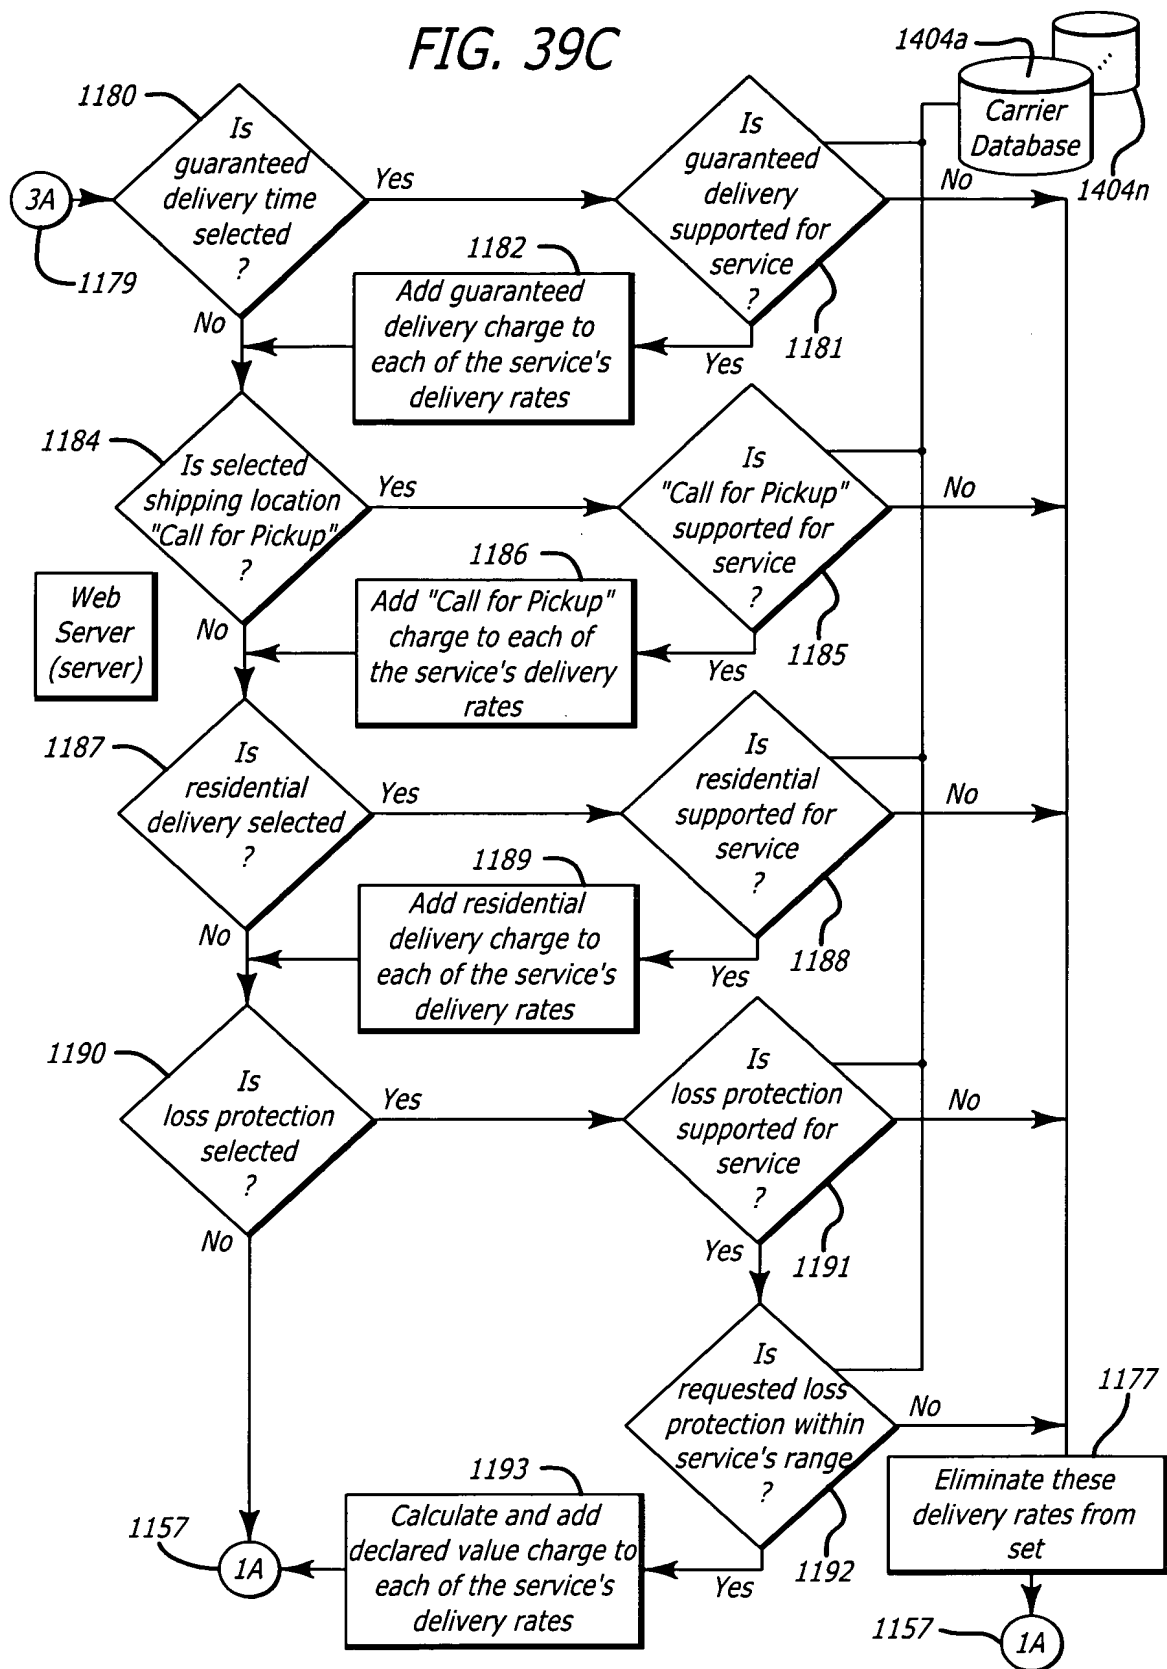 FIG. 39C
1404a
Carrier
Database
1404n
1180
Is
guaranteed
delivery time
selected
?
Yes
Is
guaranteed
delivery
supported for
service
?
No
3A
1179
No
1182
Add guaranteed
delivery charge to
each of the service's
delivery rates
Yes
1181
1184
Is selected
shipping location
"Call for Pickup"
?
Yes
Is
"Call for Pickup"
supported for
service
?
No
Web
Server
(server)
No
1186
Add "Call for Pickup"
charge to each of
the service's delivery
rates
Yes
1185
1187
Is
residential
delivery selected
?
Yes
Is
residential
supported for
service
?
No
No
1189
Add residential
delivery charge to
each of the service's
delivery rates
Yes
1188
1190
Is
loss protection
selected
?
Yes
Is
loss protection
supported for
service
?
No
No
Yes
1191
Is
requested loss
protection within
service's range
?
No
1177
Eliminate these
delivery rates from
set
1193
Calculate and add
declared value charge to
each of the service's
delivery rates
Yes
1192
1157
1A
1157
1A